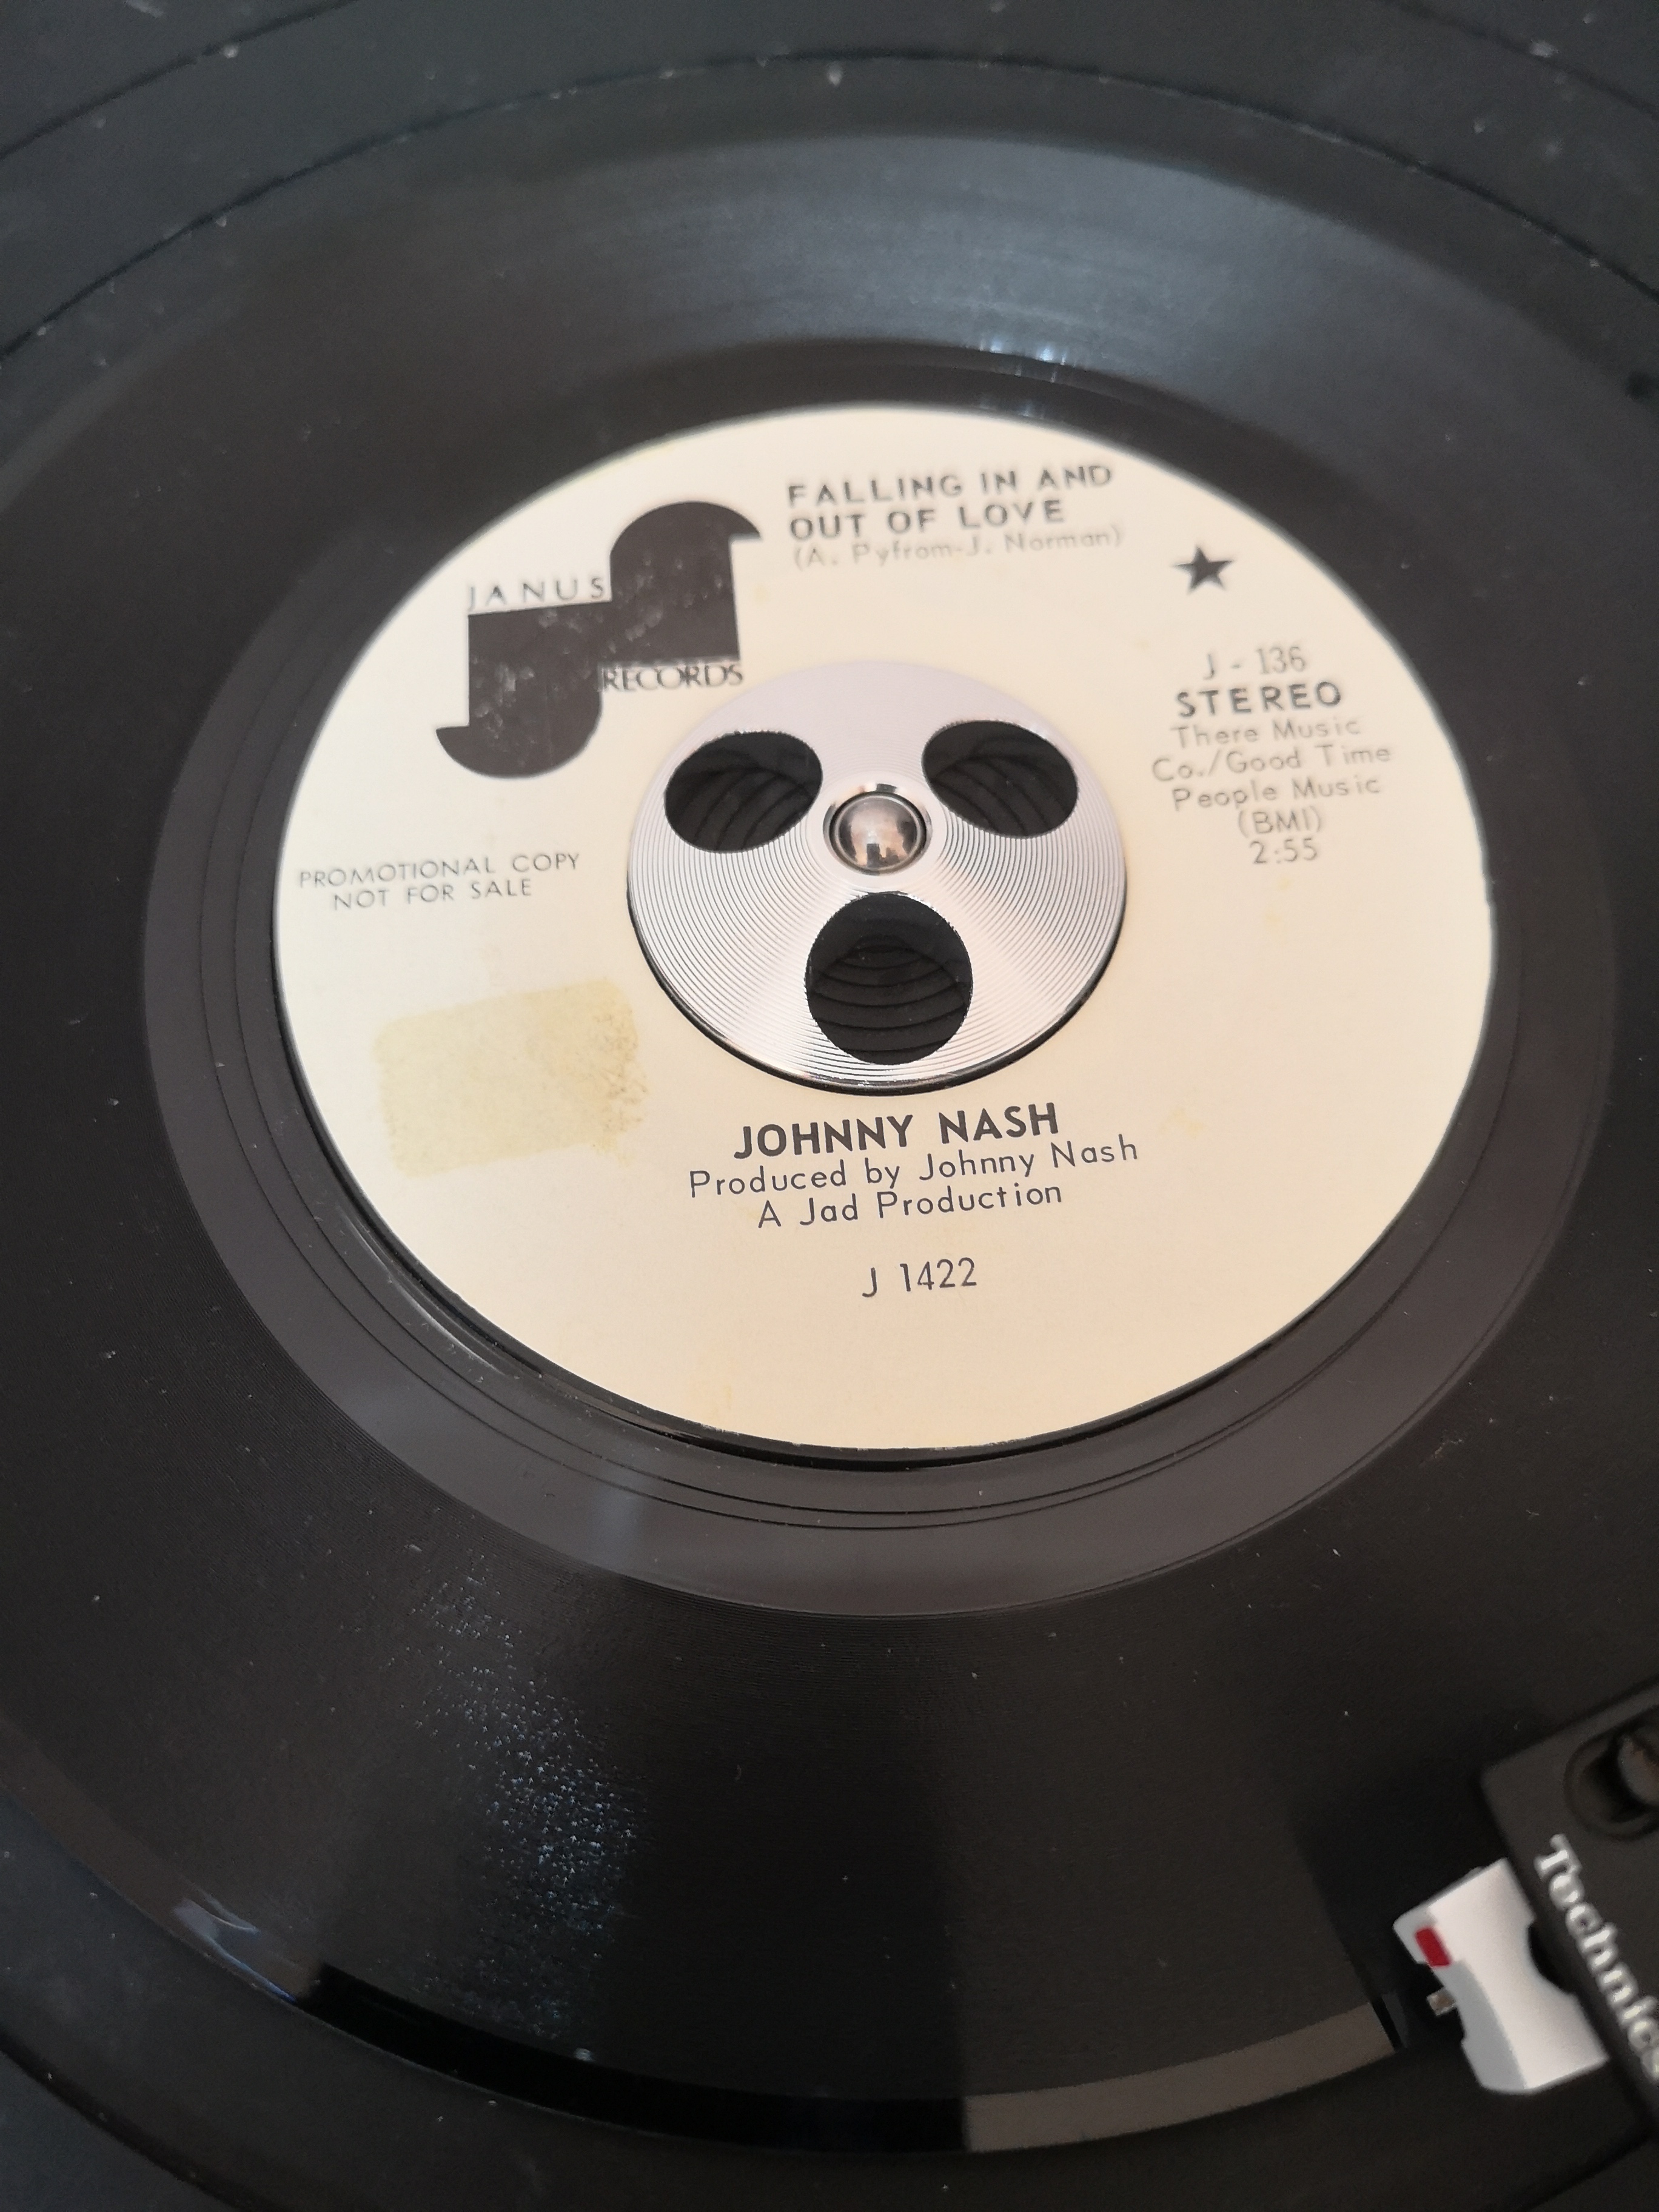 FALLING IN AND
OUT OF LOVE
(A. Pyfrom-J. Norman)
JANUS
RECORDS
J - 136
STEREO
There Music
Co./Good Time
People Music
(BMI)
2:55
PROMOTIONAL COPY
NOT FOR SALE
JOHNNY NASH
Produced by Johnny Nash
A Jad Production
J 1422
Technics